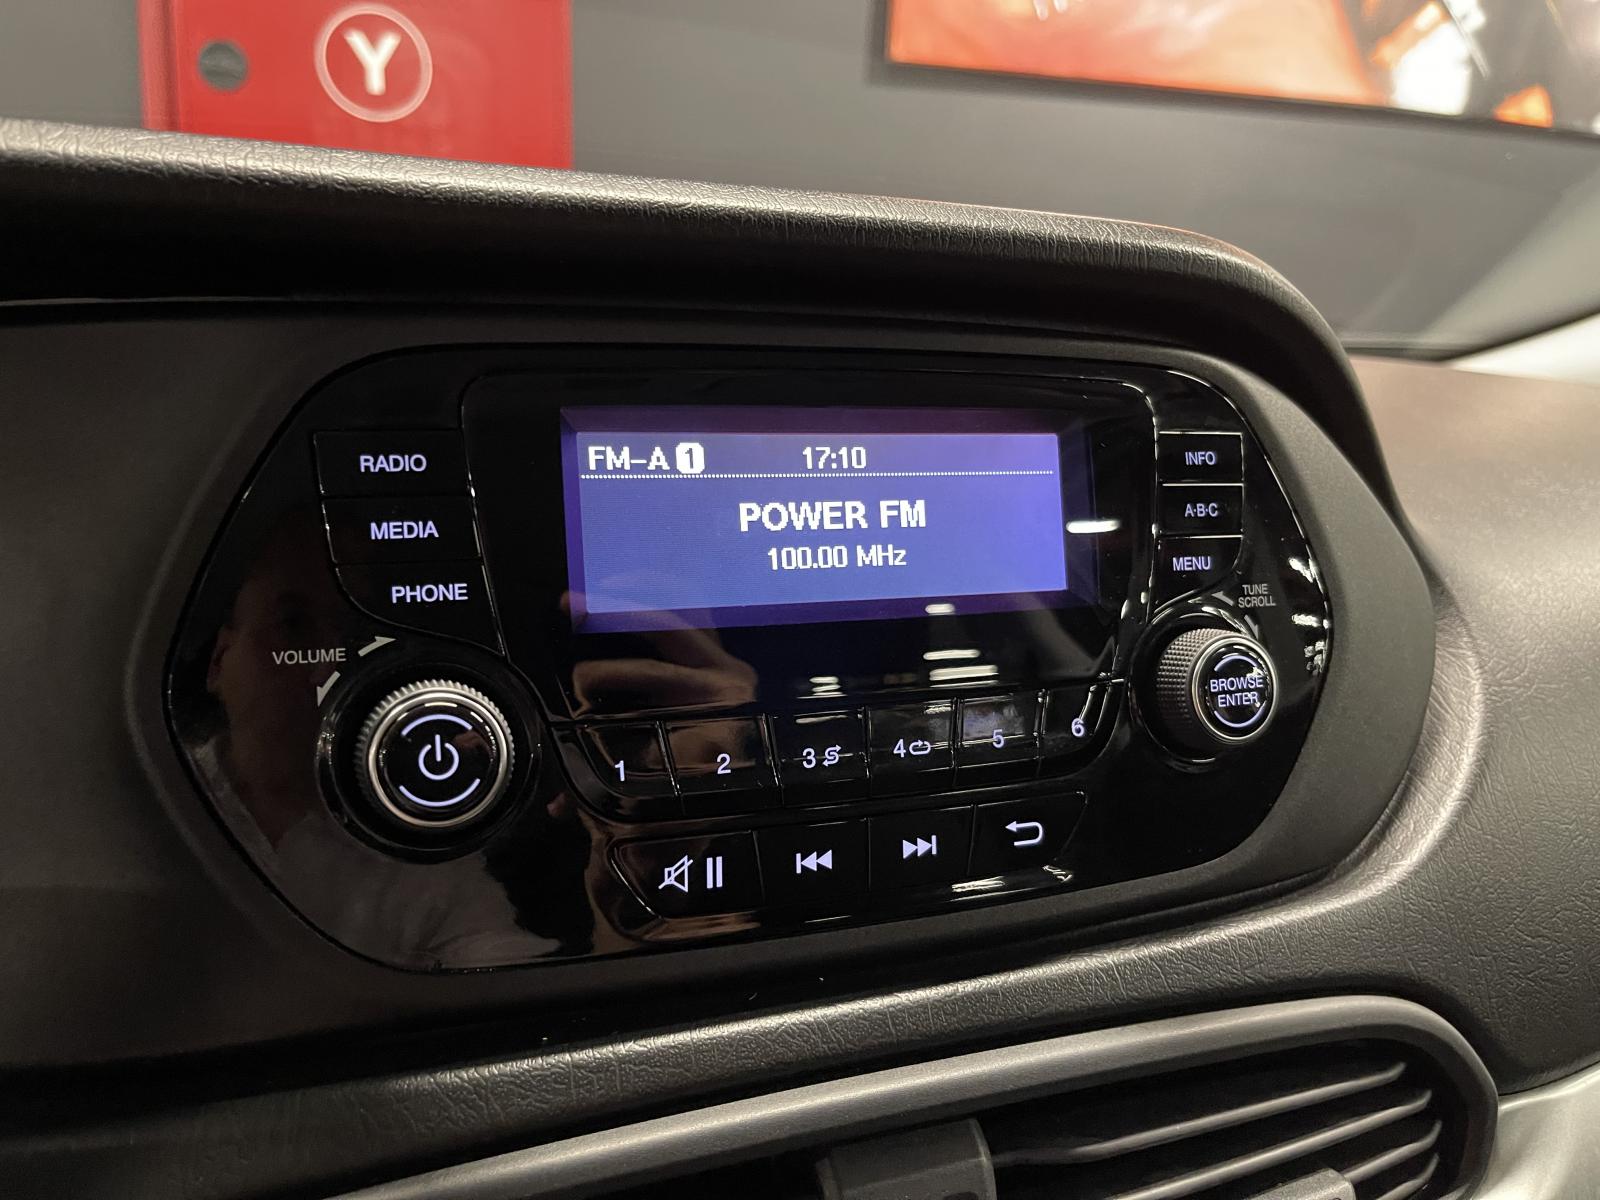 Y
FM-A 1 17:10
POWER FM
100.00 MHz
RADIO
MEDIA
PHONE
VOLUME
INFO
A·B·C
MENU
TUNE
SCROLL
BROWSE
ENTER
1 2 3 4 5 6